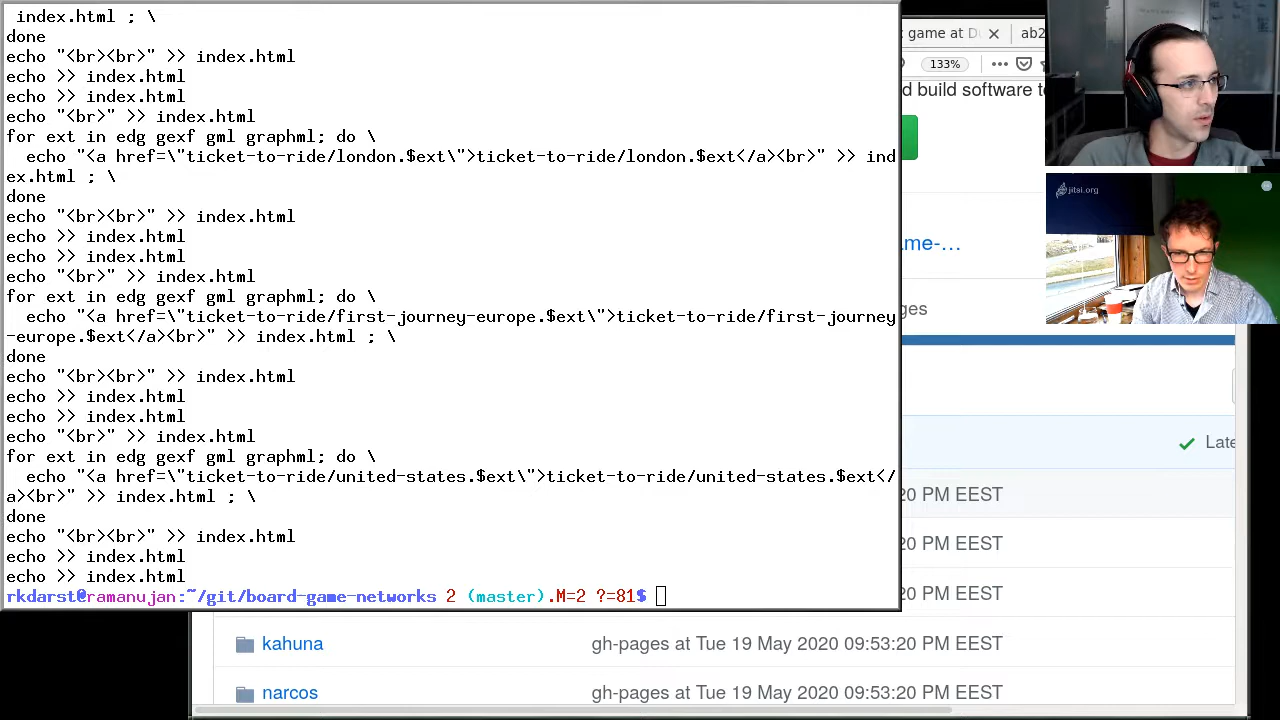 index.html ; \
done
echo "<br><br>" >> index.html
echo >> index.html
echo >> index.html
echo "<br>" >> index.html
for ext in edg gexf gml graphml; do \
  echo "<a href=\"ticket-to-ride/london.$ext\">ticket-to-ride/london.$ext</a><br>" >> ind
ex.html ; \
done
echo "<br><br>" >> index.html
echo >> index.html
echo >> index.html
echo "<br>" >> index.html
for ext in edg gexf gml graphml; do \
  echo "<a href=\"ticket-to-ride/first-journey-europe.$ext\">ticket-to-ride/first-journey
-europe.$ext</a><br>" >> index.html ; \
done
echo "<br><br>" >> index.html
echo >> index.html
echo >> index.html
echo "<br>" >> index.html
for ext in edg gexf gml graphml; do \
  echo "<a href=\"ticket-to-ride/united-states.$ext\">ticket-to-ride/united-states.$ext</
a><br>" >> index.html ; \
done
echo "<br><br>" >> index.html
echo >> index.html
echo >> index.html
rkdarst@ramanujan:~/git/board-game-networks 2 (master).M=2 ?=81$
game at D
ab2
133%
d build software to
me-…
ges
Late
20 PM EEST
20 PM EEST
20 PM EEST
kahuna gh-pages at Tue 19 May 2020 09:53:20 PM EEST
narcos gh-pages at Tue 19 May 2020 09:53:20 PM EEST
jitsi.org